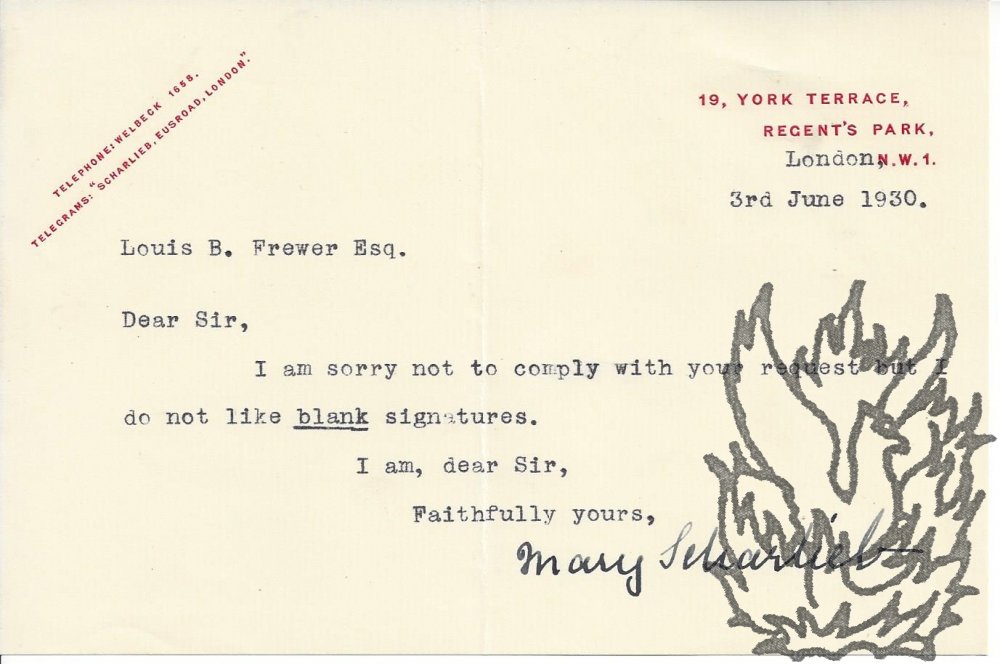 TELEPHONE: WELBECK 1658.
TELEGRAMS: "SCHARLIEB, EUSROAD, LONDON."
19, YORK TERRACE,
REGENT'S PARK,
London, N.W.1.
3rd June 1930.
Louis B. Frewer Esq.
Dear Sir,
I am sorry not to comply with your request but I
do not like blank signatures.
I am, dear Sir,
Faithfully yours,
Mary Scharlieb